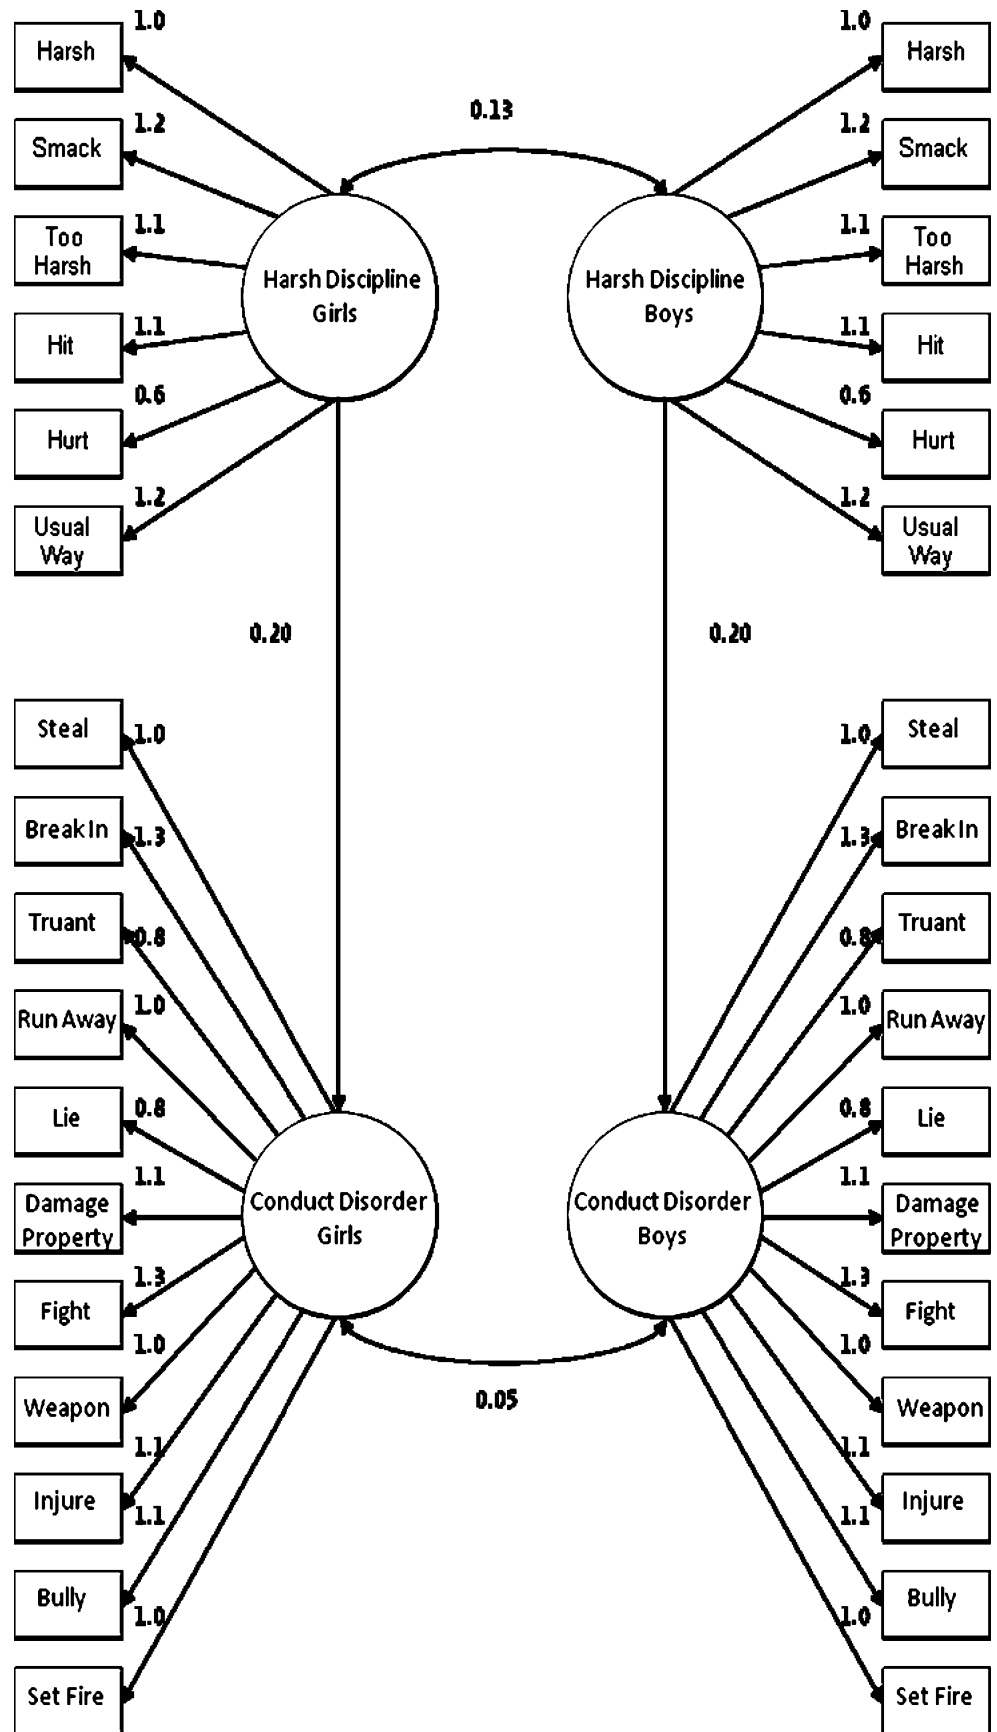 1.0
1.0
Harsh
Harsh
0.13
1.2
1.2
Smack
Smack
1.1
1.1
Too
Harsh
Too
Harsh
Harsh Discipline
Girls
Harsh Discipline
Boys
1.1
1.1
Hit
Hit
0.6
0.6
Hurt
Hurt
1.2
1.2
Usual
Way
Usual
Way
0.20
0.20
Steal
1.0
1.0
Steal
Break In
1.3
1.3
Break In
Truant
0.8
0.8
Truant
1.0
1.0
Run Away
Run Away
0.8
0.8
Lie
Lie
1.1
1.1
Damage
Property
Conduct Disorder
Girls
Conduct Disorder
Boys
Damage
Property
1.3
1.3
Fight
Fight
1.0
1.0
Weapon
Weapon
1.1
1.1
Injure
Injure
1.1
1.1
0.05
Bully
Bully
1.0
1.0
Set Fire
Set Fire